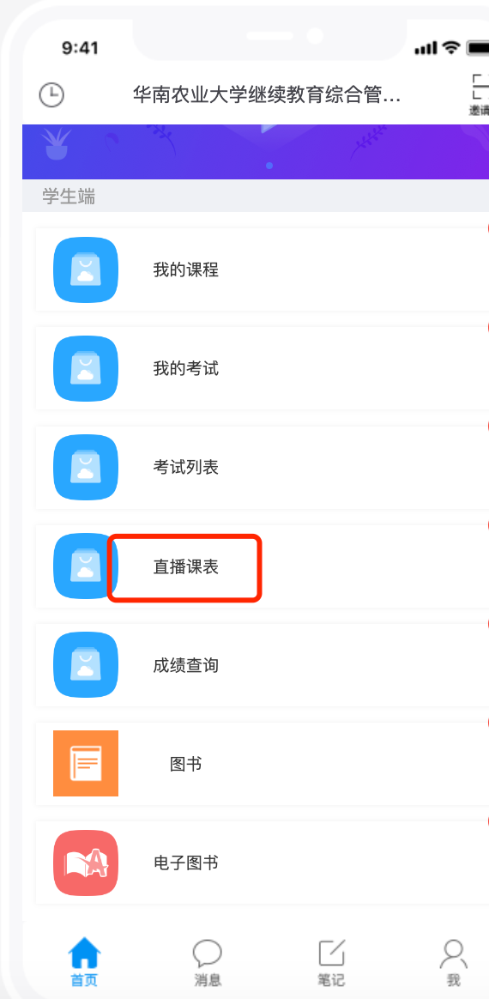 9:41
华南农业大学继续教育综合管...
邀请
学生端
我的课程
我的考试
考试列表
直播课表
成绩查询
图书
电子图书
首页
消息
笔记
我